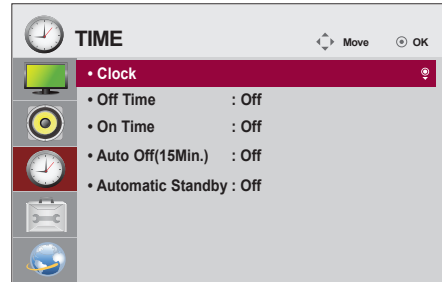 TIME Move OK
• Clock
• Off Time : Off
• On Time : Off
• Auto Off(15Min.) : Off
• Automatic Standby : Off